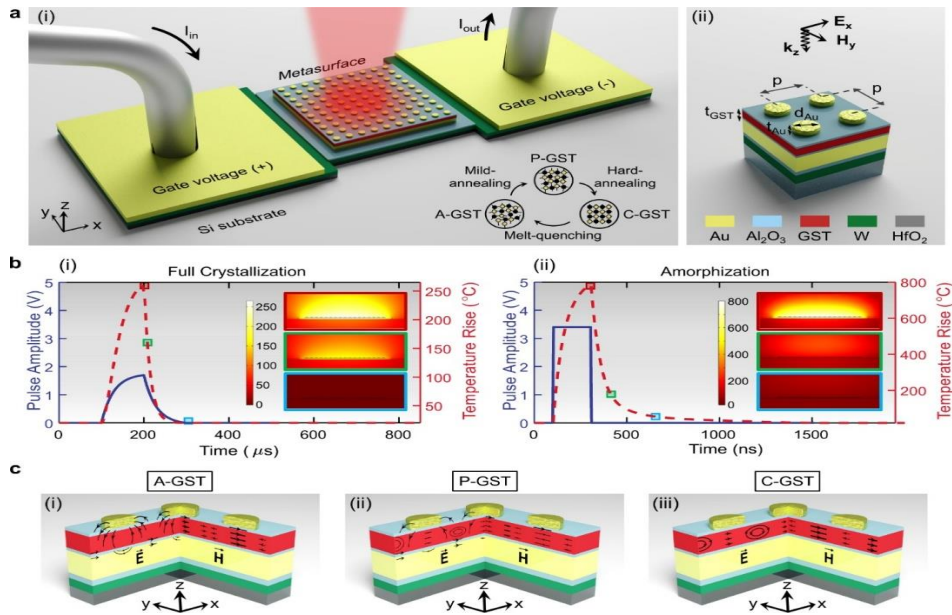 a (i)
I_in
I_out
Metasurface
Gate voltage (+)
Gate voltage (-)
Si substrate
z
y
x
P-GST
Mild-annealing
Hard-annealing
A-GST
C-GST
Melt-quenching
(ii)
E_x
H_y
k_z
p
p
t_GST
d_Au
t_Au
Au Al₂O₃ GST W HfO₂
b (i) Full Crystallization
Pulse Amplitude (V)
5
4
3
2
1
0
250
200
150
100
50
0
250
200
150
100
50
Temperature Rise (°C)
0 200 400 600 800
Time (μs)
(ii) Amorphization
Pulse Amplitude (V)
5
4
3
2
1
0
800
600
400
200
0
800
600
400
200
Temperature Rise (°C)
0 500 1000 1500
Time (ns)
c
A-GST
(i)
E
H
z
y x
P-GST
(ii)
E
H
z
y x
C-GST
(iii)
E
H
z
y x